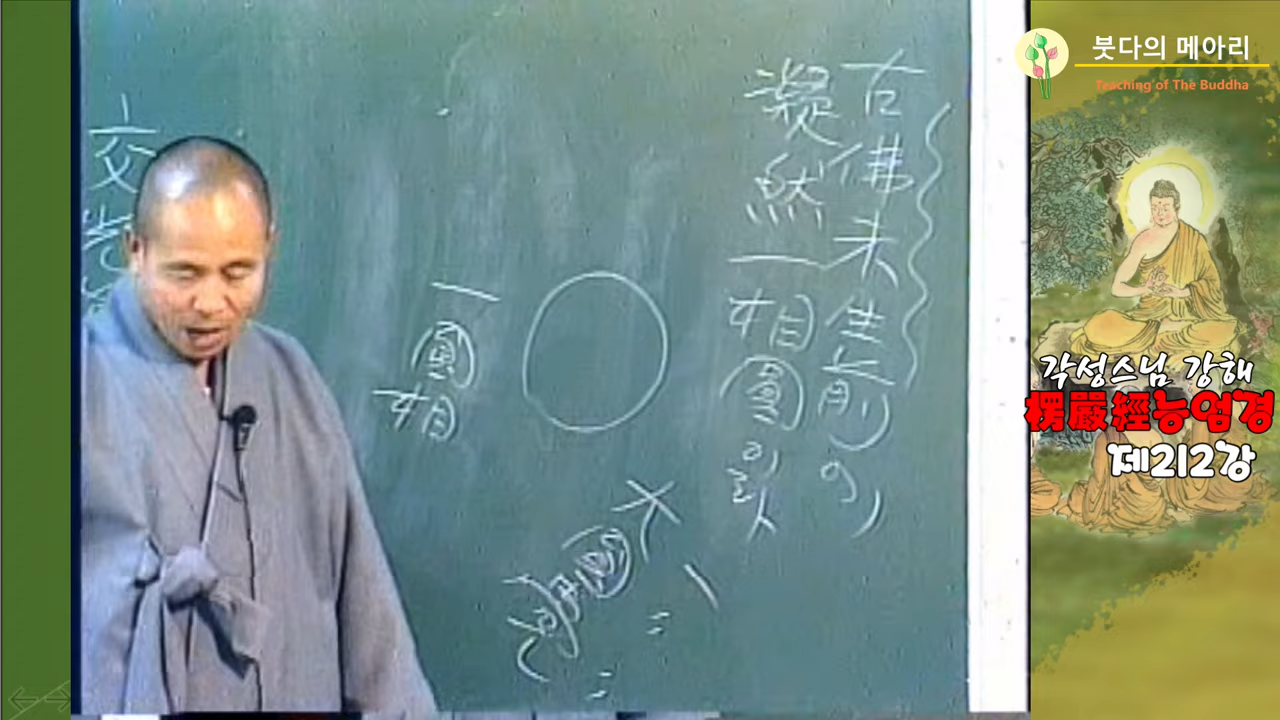 古佛未生前에
凝然一相圓이로
一圓相
大圓
交
붓다의 메아리
Teaching of The Buddha
각성스님 강해
楞嚴經능엄경
제212강